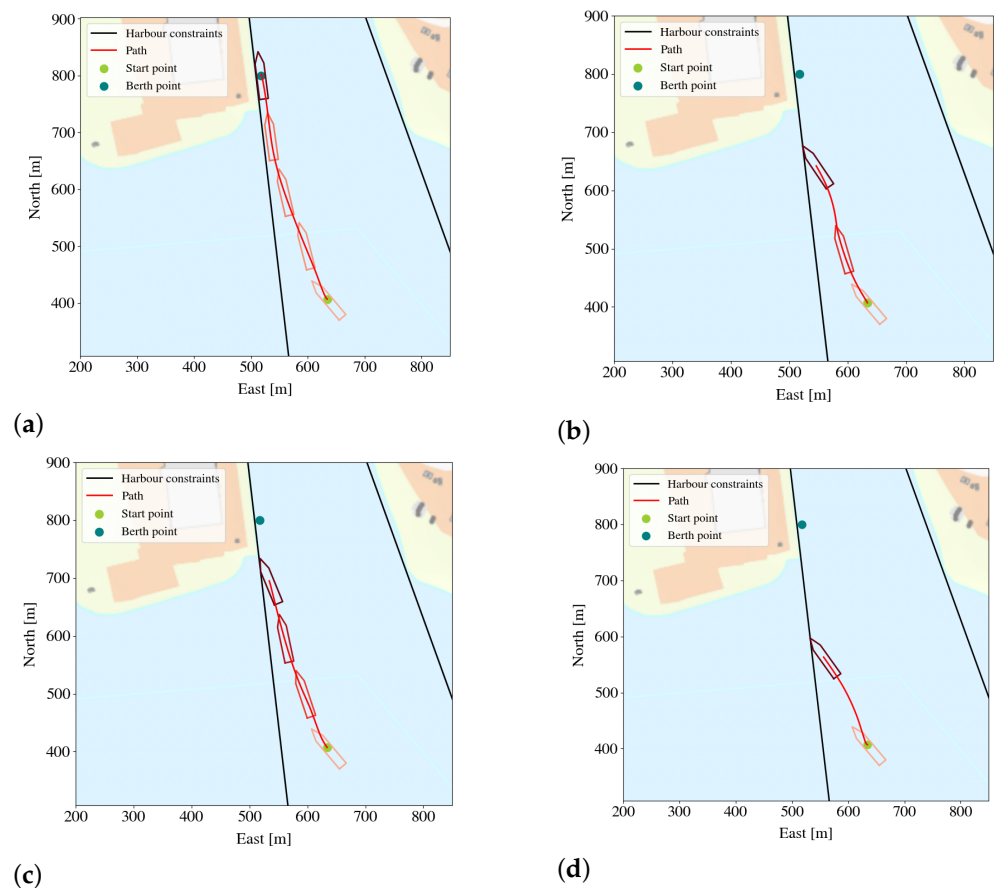 Harbour constraints
Path
Start point
Berth point
900
800
700
600
500
400
North [m]
200 300 400 500 600 700 800
East [m]
(a)
Harbour constraints
Path
Start point
Berth point
900
800
700
600
500
400
North [m]
200 300 400 500 600 700 800
East [m]
(b)
Harbour constraints
Path
Start point
Berth point
900
800
700
600
500
400
North [m]
200 300 400 500 600 700 800
East [m]
(c)
Harbour constraints
Path
Start point
Berth point
900
800
700
600
500
400
North [m]
200 300 400 500 600 700 800
East [m]
(d)